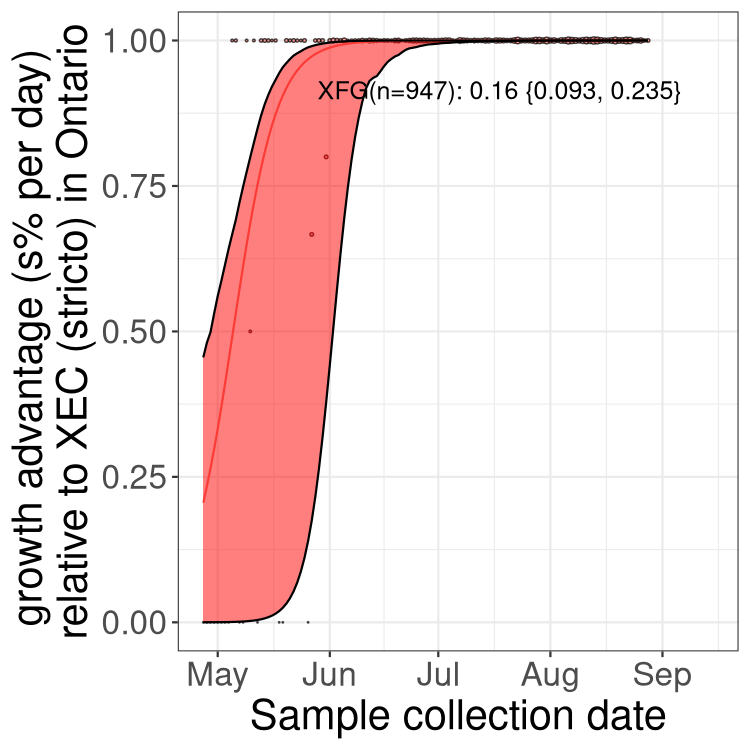 growth advantage (s% per day)
relative to XEC (stricto) in Ontario
1.00
0.75
0.50
0.25
0.00
XFG(n=947): 0.16 {0.093, 0.235}
May Jun Jul Aug Sep
Sample collection date